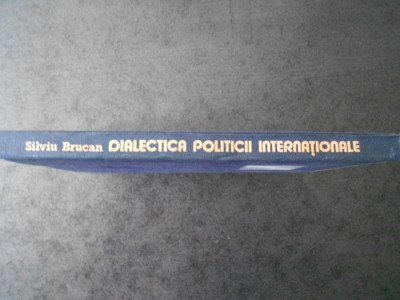 Silviu Brucan DIALECTICA POLITICII INTERNAȚIONALE